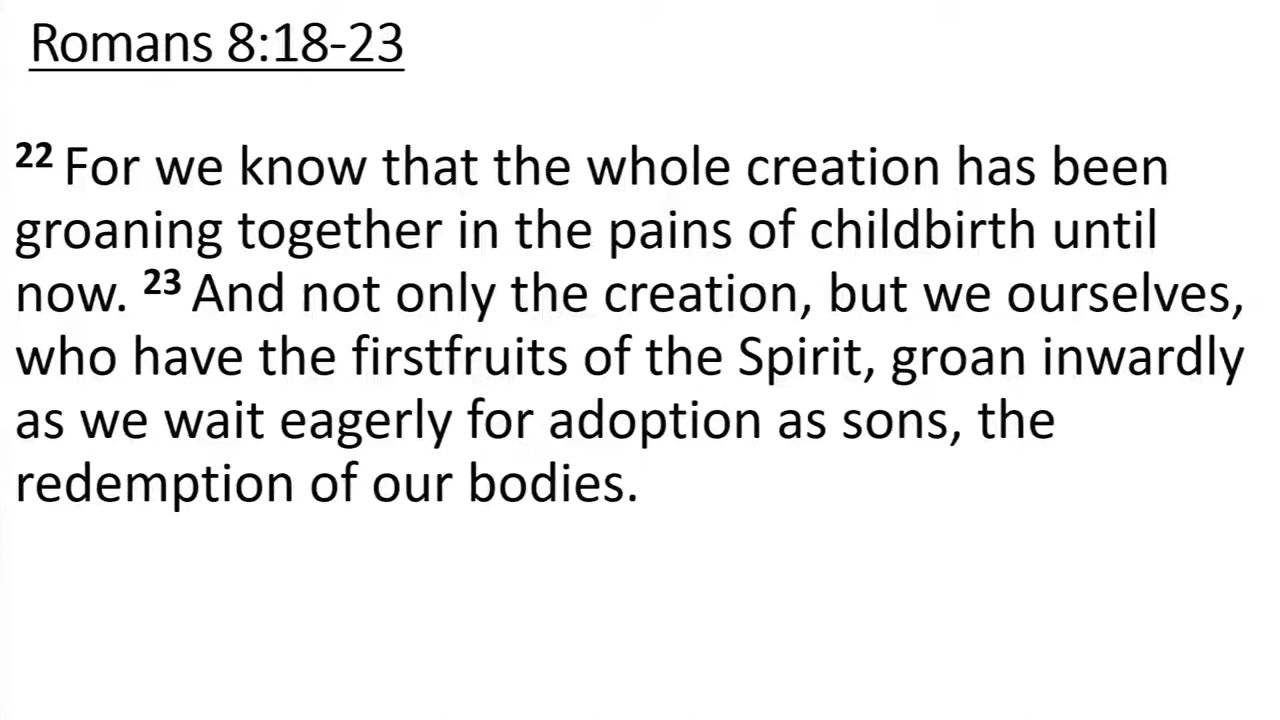 Romans 8:18-23
22 For we know that the whole creation has been
groaning together in the pains of childbirth until
now. 23 And not only the creation, but we ourselves,
who have the firstfruits of the Spirit, groan inwardly
as we wait eagerly for adoption as sons, the
redemption of our bodies.